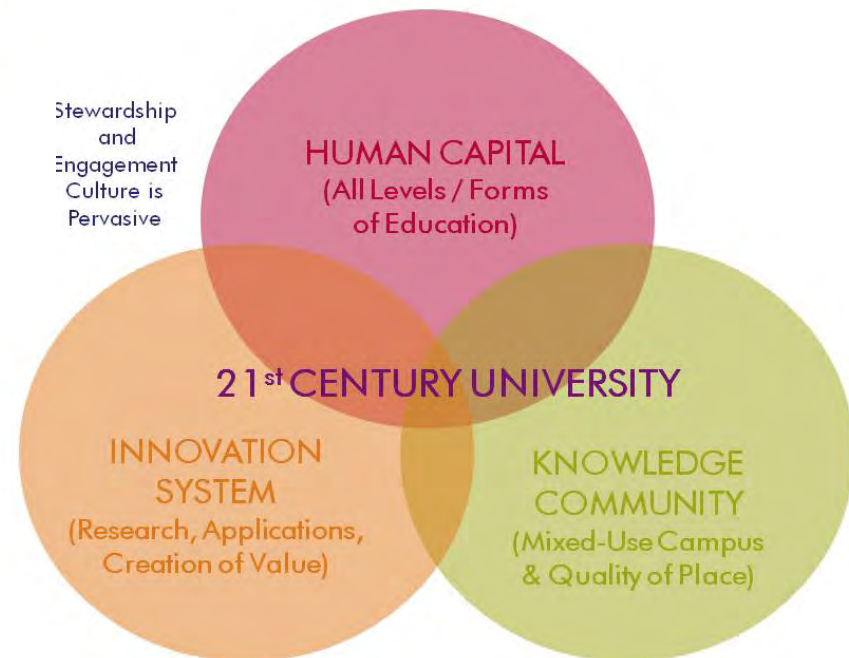 Stewardship
and
Engagement
Culture is
Pervasive
HUMAN CAPITAL
(All Levels / Forms
of Education)
21st CENTURY UNIVERSITY
INNOVATION
SYSTEM
(Research, Applications,
Creation of Value)
KNOWLEDGE
COMMUNITY
(Mixed-Use Campus
& Quality of Place)